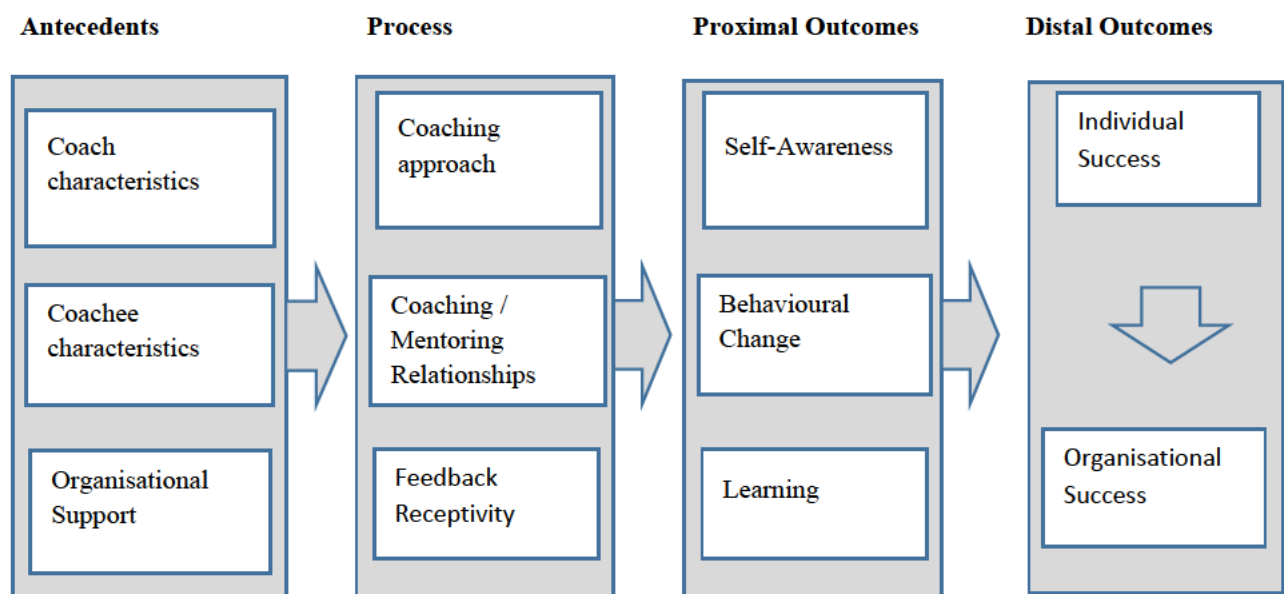 Antecedents
Process
Proximal Outcomes
Distal Outcomes
Coach
characteristics
Coachee
characteristics
Organisational
Support
Coaching
approach
Coaching /
Mentoring
Relationships
Feedback
Receptivity
Self-Awareness
Behavioural
Change
Learning
Individual
Success
Organisational
Success